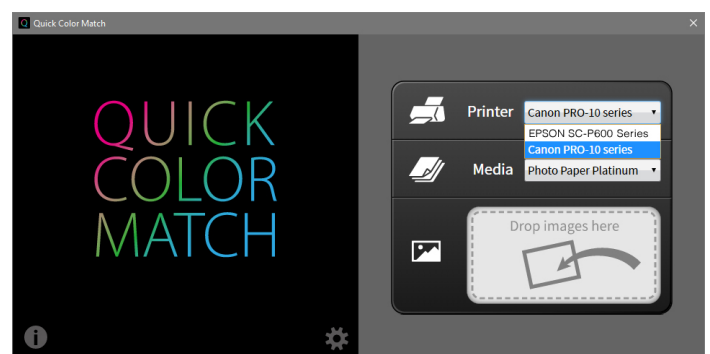 Quick Color Match
QUICK
COLOR
MATCH
Printer
Canon PRO-10 series
EPSON SC-P600 Series
Canon PRO-10 series
Media
Photo Paper Platinum
Drop images here